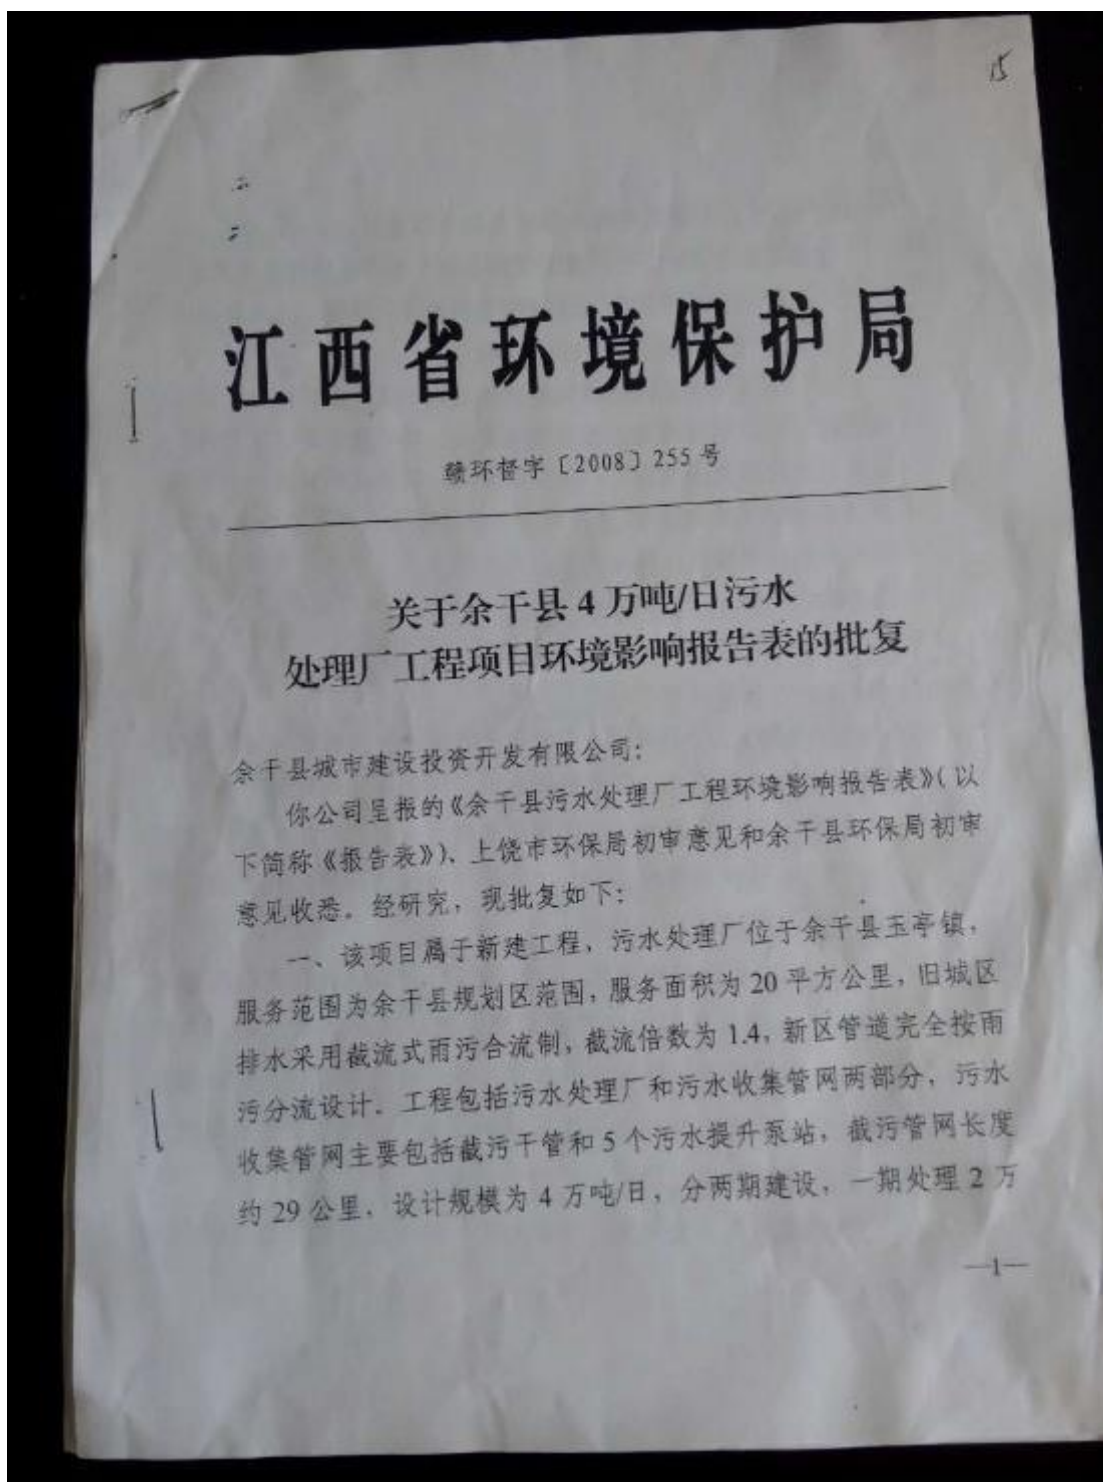 15
江西省环境保护局
赣环督字〔2008〕255号
关于余干县4万吨/日污水
处理厂工程项目环境影响报告表的批复
余干县城市建设投资开发有限公司：
你公司呈报的《余干县污水处理厂工程环境影响报告表》（以
下简称《报告表》）、上饶市环保局初审意见和余干县环保局初审
意见收悉。经研究，现批复如下：
一、该项目属于新建工程，污水处理厂位于余干县玉亭镇，
服务范围为余干县规划区范围，服务面积为20平方公里，旧城区
排水采用截流式雨污合流制，截流倍数为1.4，新区管道完全按雨
污分流设计。工程包括污水处理厂和污水收集管网两部分，污水
收集管网主要包括截污干管和5个污水提升泵站，截污管网长度
约29公里。设计规模为4万吨/日，分两期建设，一期处理2万
—1—